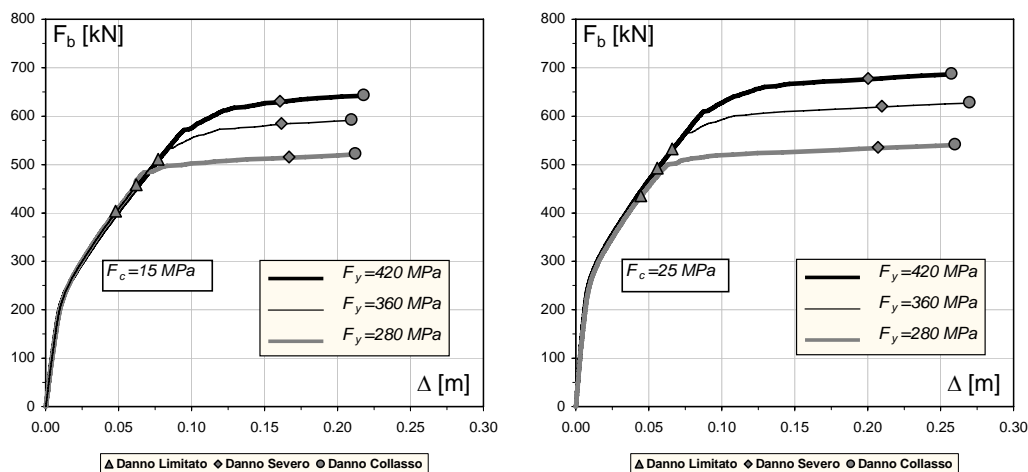 800
700
600
500
400
300
200
100
0
F_b [kN]
F_c=15 MPa
F_y=420 MPa
F_y=360 MPa
F_y=280 MPa
Δ [m]
0.00 0.05 0.10 0.15 0.20 0.25 0.30
Danno Limitato Danno Severo Danno Collasso
800
700
600
500
400
300
200
100
0
F_b [kN]
F_c=25 MPa
F_y=420 MPa
F_y=360 MPa
F_y=280 MPa
Δ [m]
0.00 0.05 0.10 0.15 0.20 0.25 0.30
Danno Limitato Danno Severo Danno Collasso